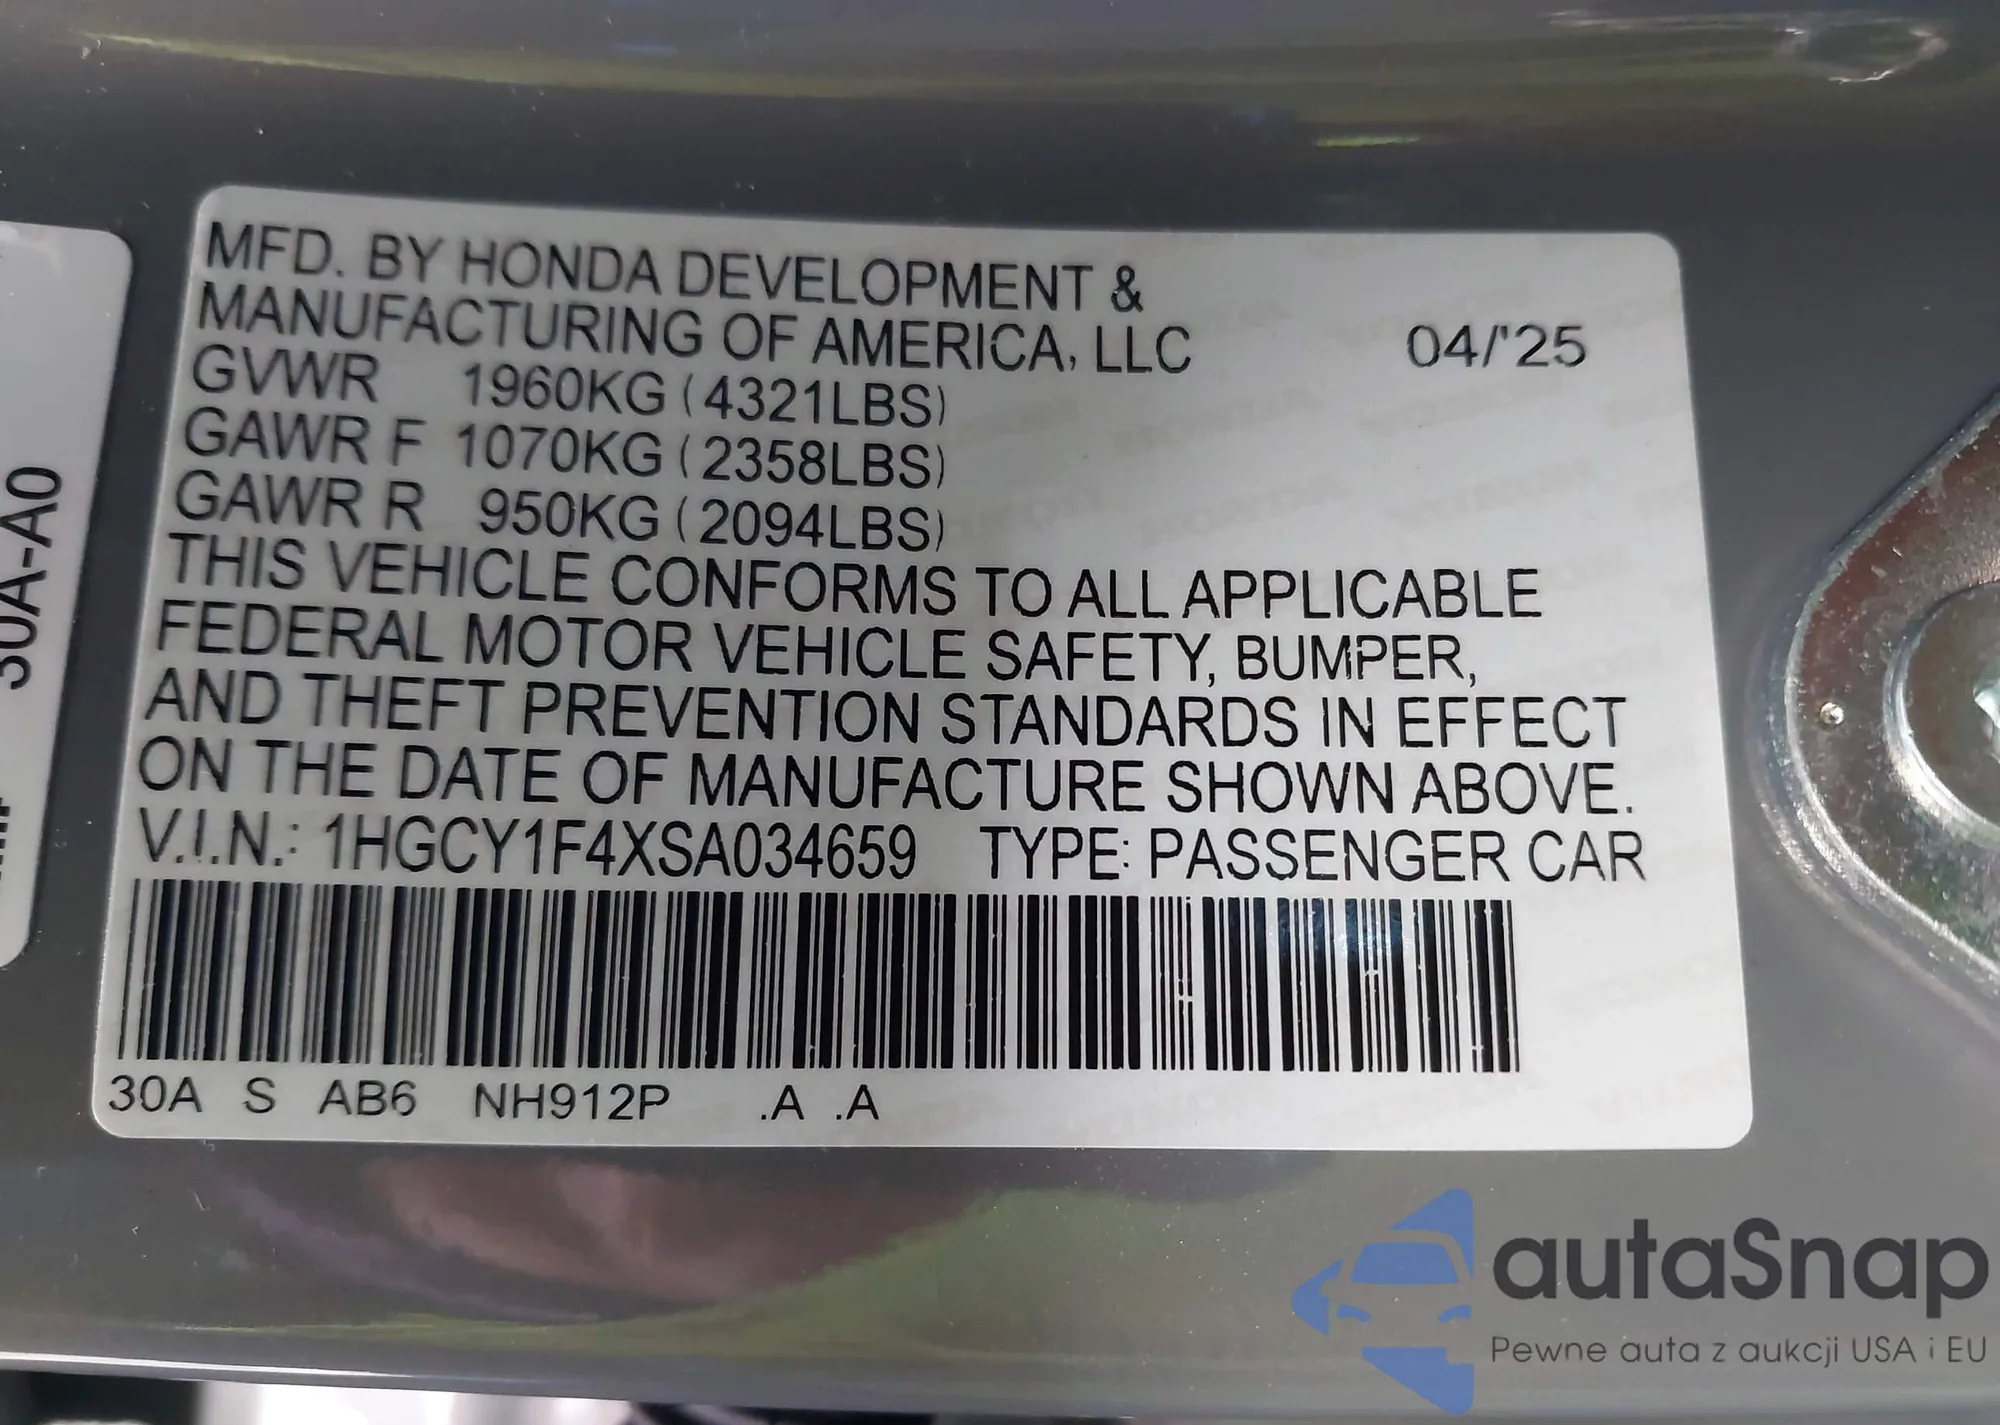 MFD. BY HONDA DEVELOPMENT &
MANUFACTURING OF AMERICA, LLC 04/'25
GVWR 1960KG (4321LBS)
GAWR F 1070KG (2358LBS)
GAWR R 950KG (2094LBS)
THIS VEHICLE CONFORMS TO ALL APPLICABLE
FEDERAL MOTOR VEHICLE SAFETY, BUMPER,
AND THEFT PREVENTION STANDARDS IN EFFECT
ON THE DATE OF MANUFACTURE SHOWN ABOVE.
V.I.N.: 1HGCY1F4XSA034659 TYPE: PASSENGER CAR
30A S AB6 NH912P .A .A
30A-A0
autaSnap
Pewne auta z aukcji USA i EU